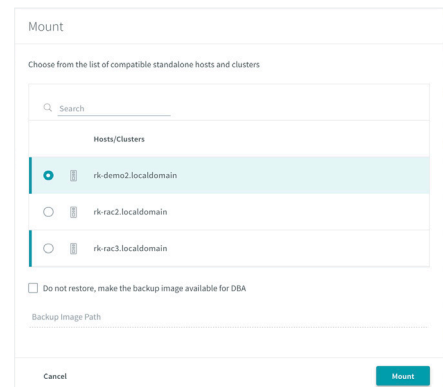 Mount
Choose from the list of compatible standalone hosts and clusters
Search
Hosts/Clusters
rk-demo2.localdomain
rk-rac2.localdomain
rk-rac3.localdomain
Do not restore, make the backup image available for DBA
Backup Image Path
Cancel
Mount